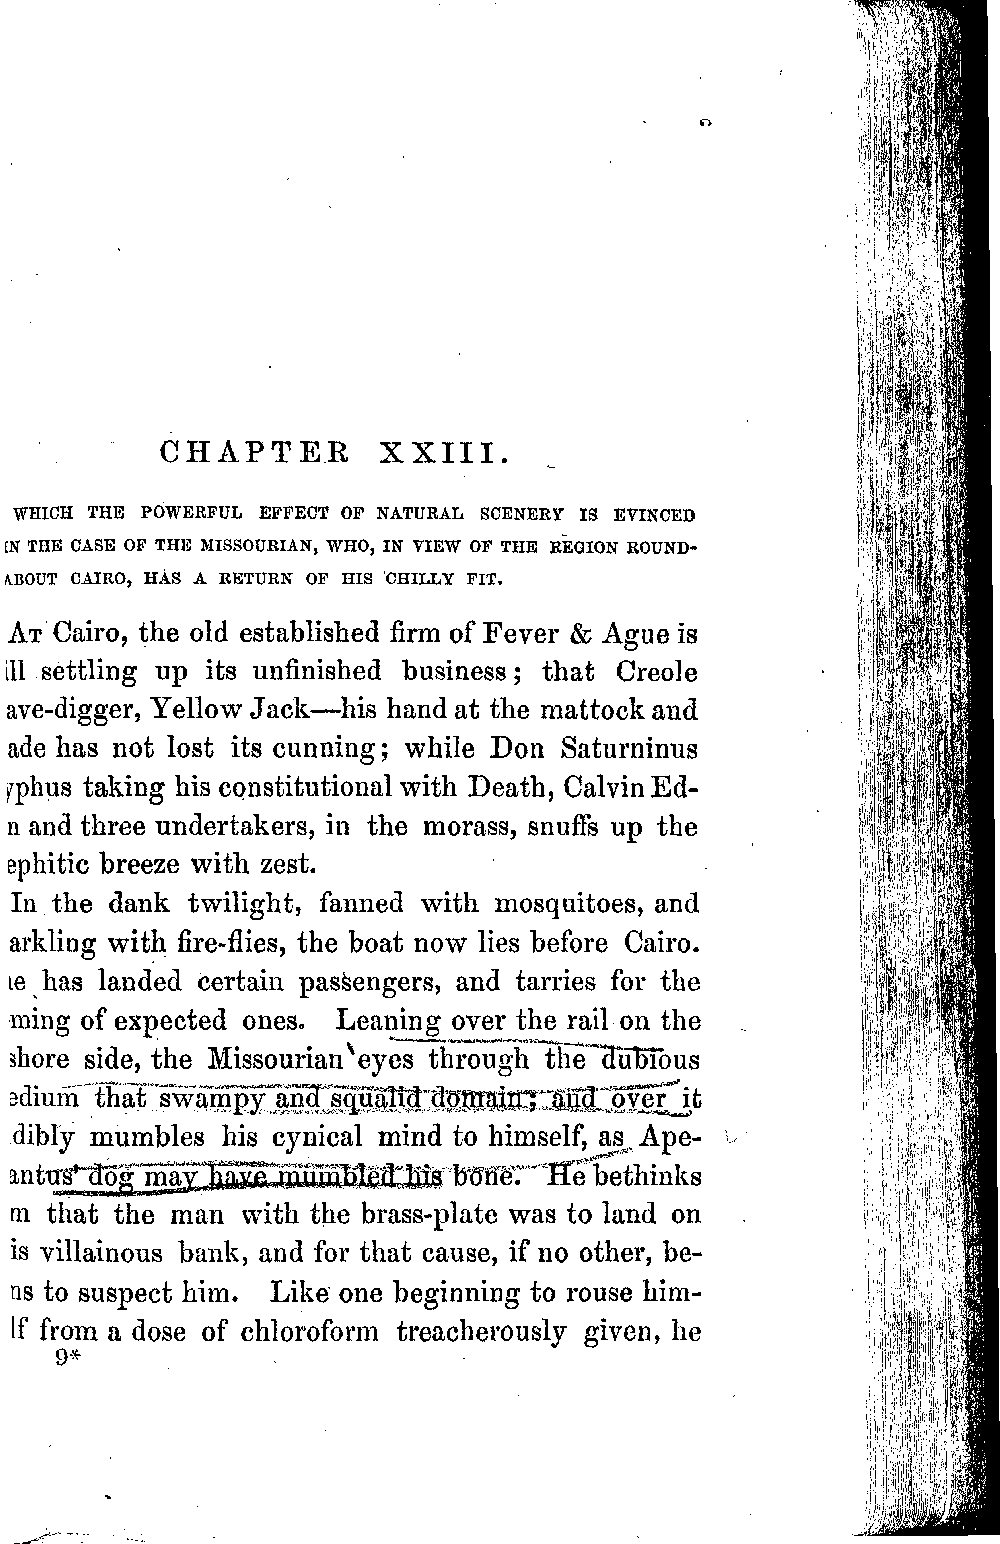 CHAPTER XXIII.
WHICH THE POWERFUL EFFECT OF NATURAL SCENERY IS EVINCED
IN THE CASE OF THE MISSOURIAN, WHO, IN VIEW OF THE REGION ROUND-
ABOUT CAIRO, HAS A RETURN OF HIS CHILLY FIT.
AT Cairo, the old established firm of Fever & Ague is
ill settling up its unfinished business; that Creole
ave-digger, Yellow Jack—his hand at the mattock and
ade has not lost its cunning; while Don Saturninus
yphus taking his constitutional with Death, Calvin Ed-
n and three undertakers, in the morass, snuffs up the
ephitic breeze with zest.
In the dank twilight, fanned with mosquitoes, and
arkling with fire-flies, the boat now lies before Cairo.
e has landed certain passengers, and tarries for the
ming of expected ones. Leaning over the rail on the
shore side, the Missourian eyes through the dubious
edium that swampy and squalid domain; and over it
dibly mumbles his cynical mind to himself, as Ape-
antus' dog may have mumbled his bone. He bethinks
m that the man with the brass-plate was to land on
is villainous bank, and for that cause, if no other, be-
ns to suspect him. Like one beginning to rouse him-
lf from a dose of chloroform treacherously given, he
9*